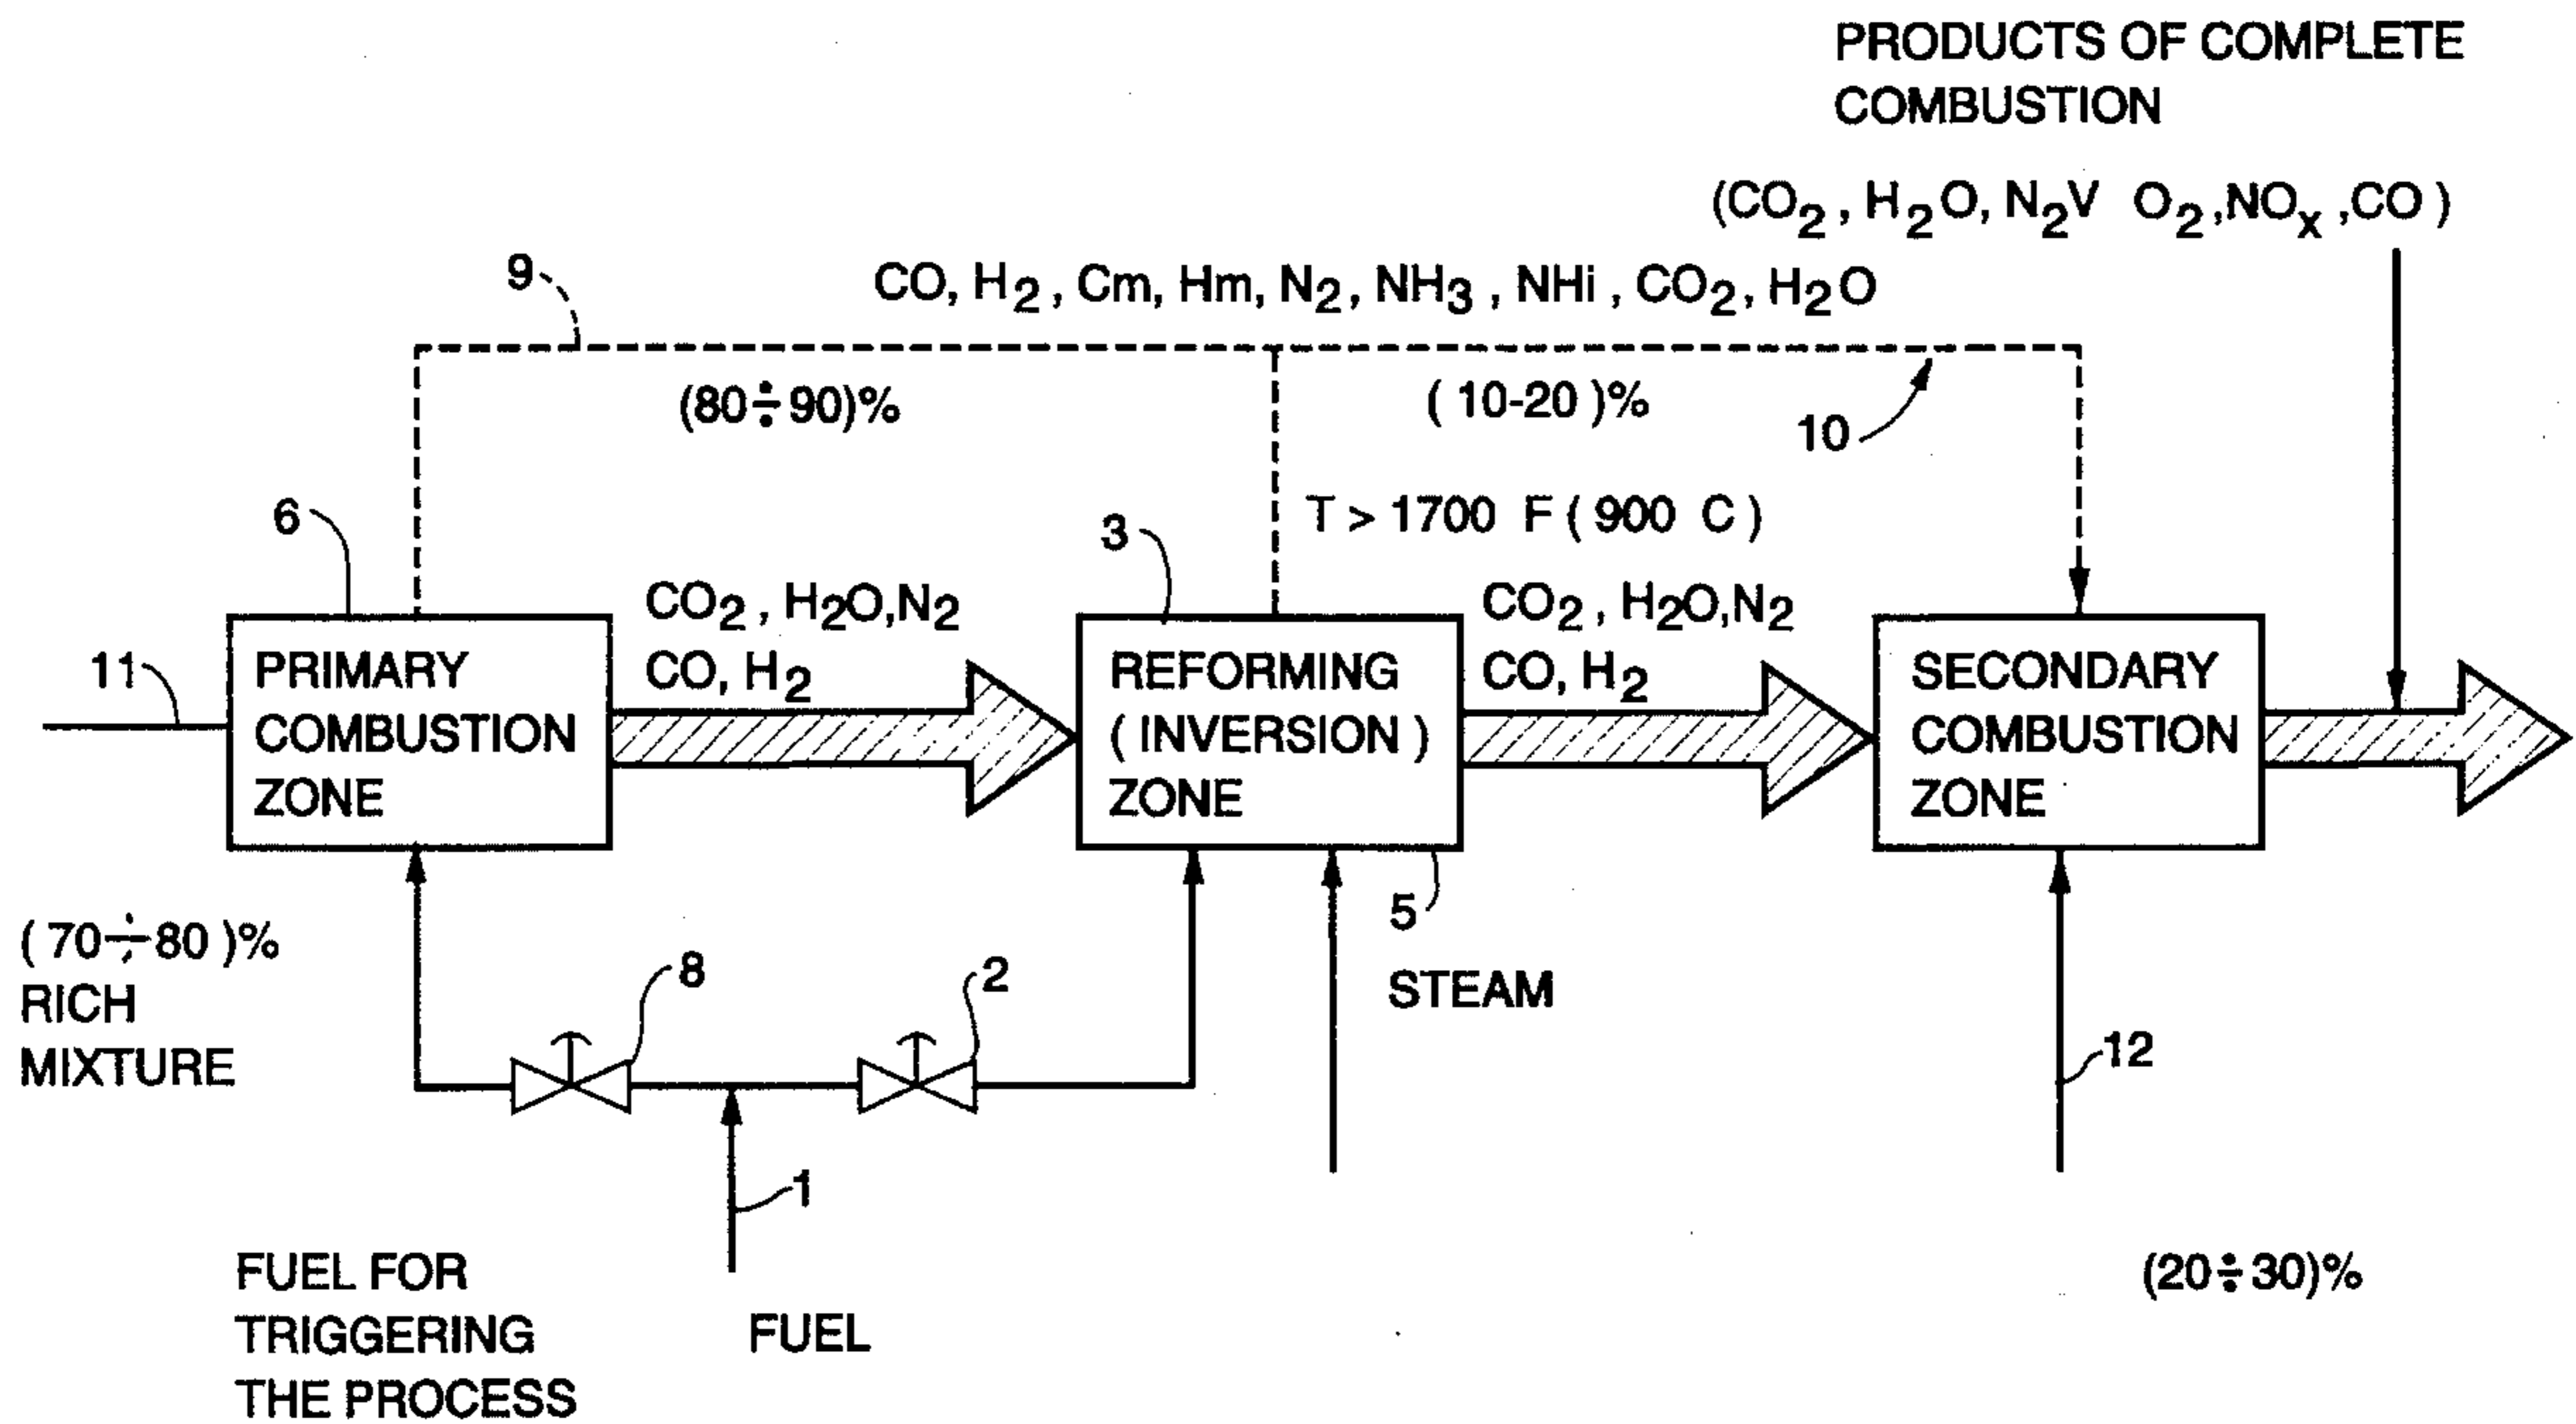 PRODUCTS OF COMPLETE
COMBUSTION
(CO₂, H₂O, N₂V O₂,NOₓ ,CO )
9
CO, H₂, Cm, Hm, N₂, NH₃ , NHi , CO₂, H₂O
(80÷90)%
( 10-20 )%
10
6
3
T > 1700 F ( 900 C )
CO₂, H₂O,N₂
CO, H₂
CO₂, H₂O,N₂
CO, H₂
11
PRIMARY
COMBUSTION
ZONE
REFORMING
( INVERSION )
ZONE
SECONDARY
COMBUSTION
ZONE
5
( 70÷80 )%
RICH
MIXTURE
8
2
STEAM
12
1
FUEL FOR
TRIGGERING
THE PROCESS
FUEL
(20÷30)%